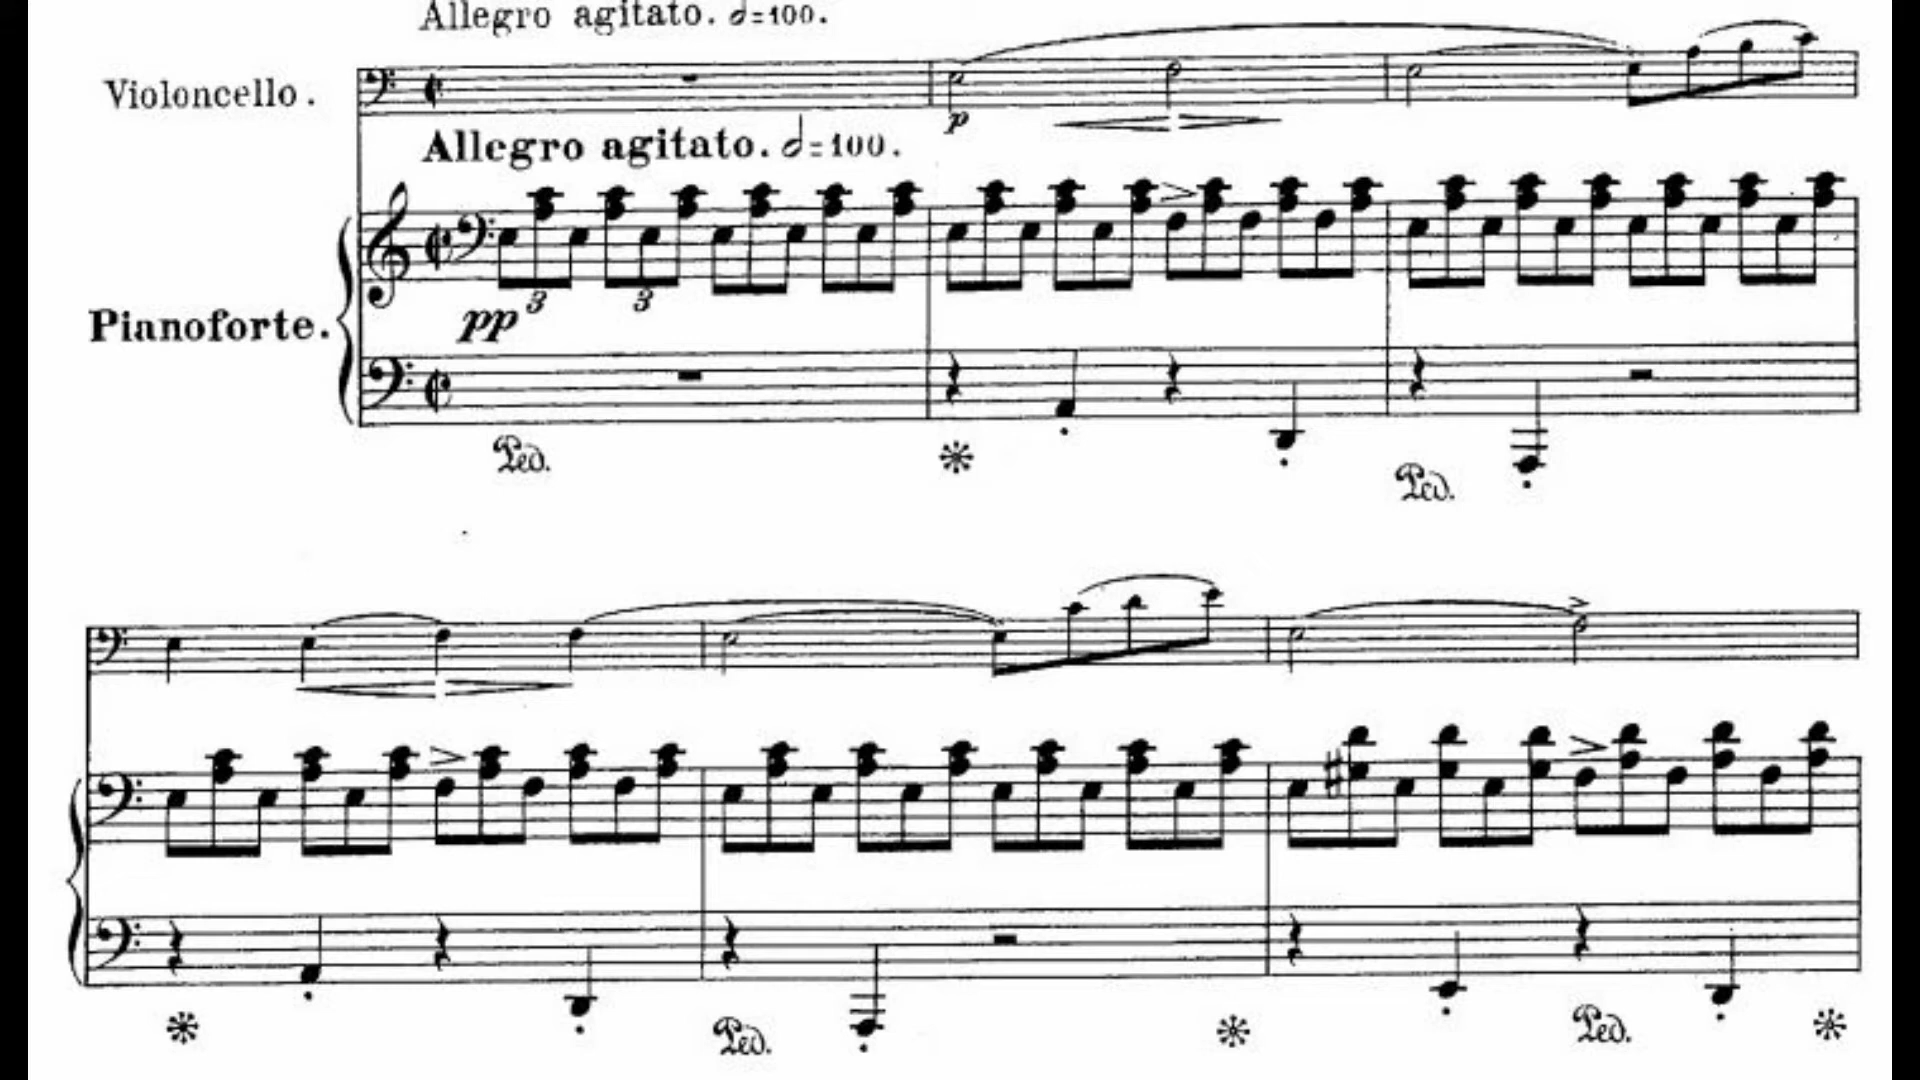 Allegro agitato. 𝅗𝅥=100.
Violoncello.
p
Allegro agitato. 𝅗𝅥=100.
3 3
Pianoforte.
pp
Ped. Ped.
Ped. Ped.